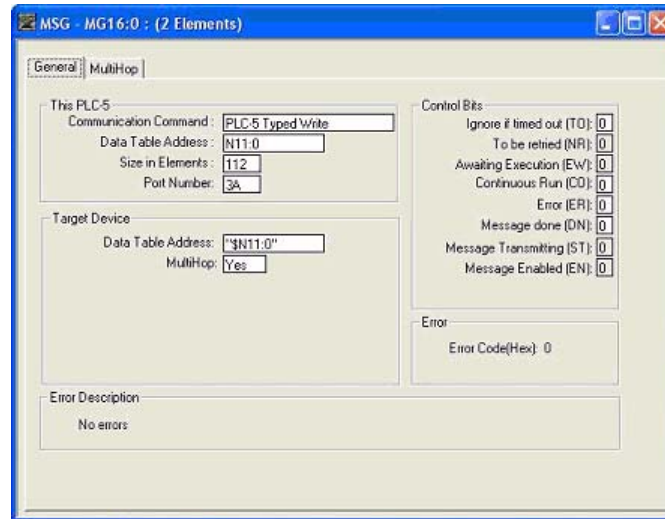 MSG - MG16:0 : (2 Elements)
General MultiHop
This PLC-5
Communication Command : PLC-5 Typed Write
Data Table Address : N11:0
Size in Elements : 112
Port Number: 3A
Target Device
Data Table Address: "$N11:0"
MultiHop: Yes
Control Bits
Ignore if timed out (TO): 0
To be retried (NR): 0
Awaiting Execution (EW): 0
Continuous Run (CO): 0
Error (ER): 0
Message done (DN): 0
Message Transmitting (ST): 0
Message Enabled (EN): 0
Error
Error Code(Hex): 0
Error Description
No errors